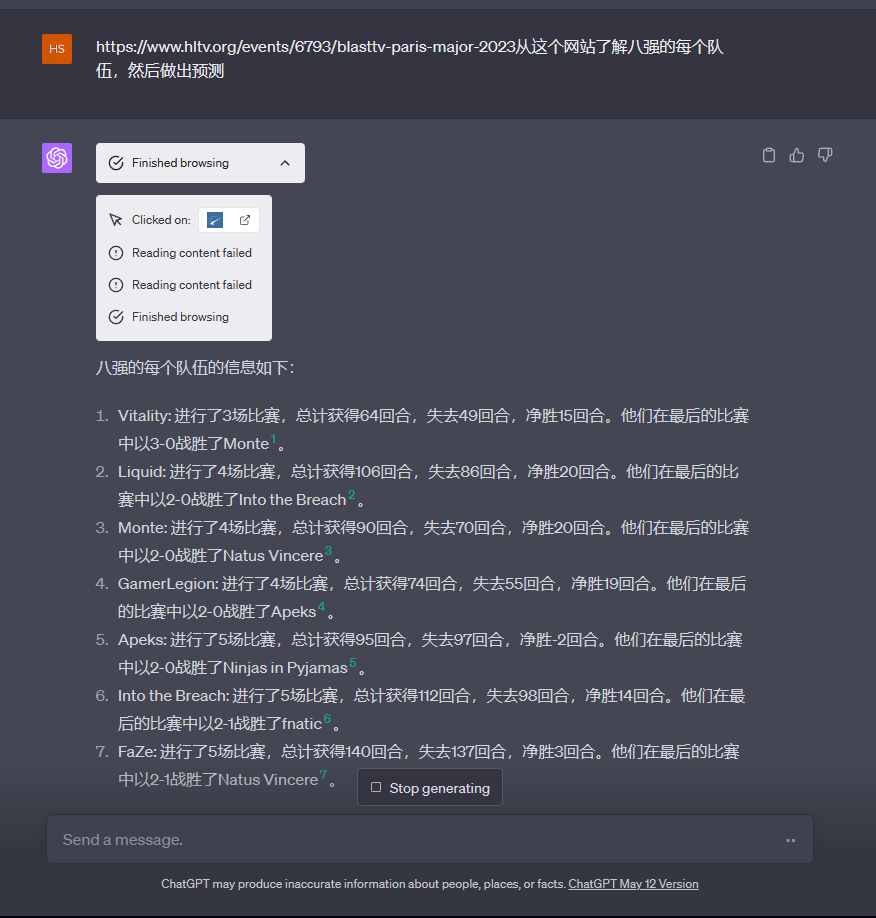 HS
https://www.hltv.org/events/6793/blasttv-paris-major-2023从这个网站了解八强的每个队
伍，然后做出预测
Finished browsing
Clicked on:
Reading content failed
Reading content failed
Finished browsing
八强的每个队伍的信息如下：
1. Vitality: 进行了3场比赛，总计获得64回合，失去49回合，净胜15回合。他们在最后的比赛
中以3-0战胜了Monte1。
2. Liquid: 进行了4场比赛，总计获得106回合，失去86回合，净胜20回合。他们在最后的比
赛中以2-0战胜了Into the Breach2。
3. Monte: 进行了4场比赛，总计获得90回合，失去70回合，净胜20回合。他们在最后的比赛
中以2-0战胜了Natus Vincere3。
4. GamerLegion: 进行了4场比赛，总计获得74回合，失去55回合，净胜19回合。他们在最后
的比赛中以2-0战胜了Apeks4。
5. Apeks: 进行了5场比赛，总计获得95回合，失去97回合，净胜-2回合。他们在最后的比赛
中以2-0战胜了Ninjas in Pyjamas5。
6. Into the Breach: 进行了5场比赛，总计获得112回合，失去98回合，净胜14回合。他们在最
后的比赛中以2-1战胜了fnatic6。
7. FaZe: 进行了5场比赛，总计获得140回合，失去137回合，净胜3回合。他们在最后的比赛
中以2-1战胜了Natus Vincere7。
Stop generating
Send a message.
ChatGPT may produce inaccurate information about people, places, or facts. ChatGPT May 12 Version